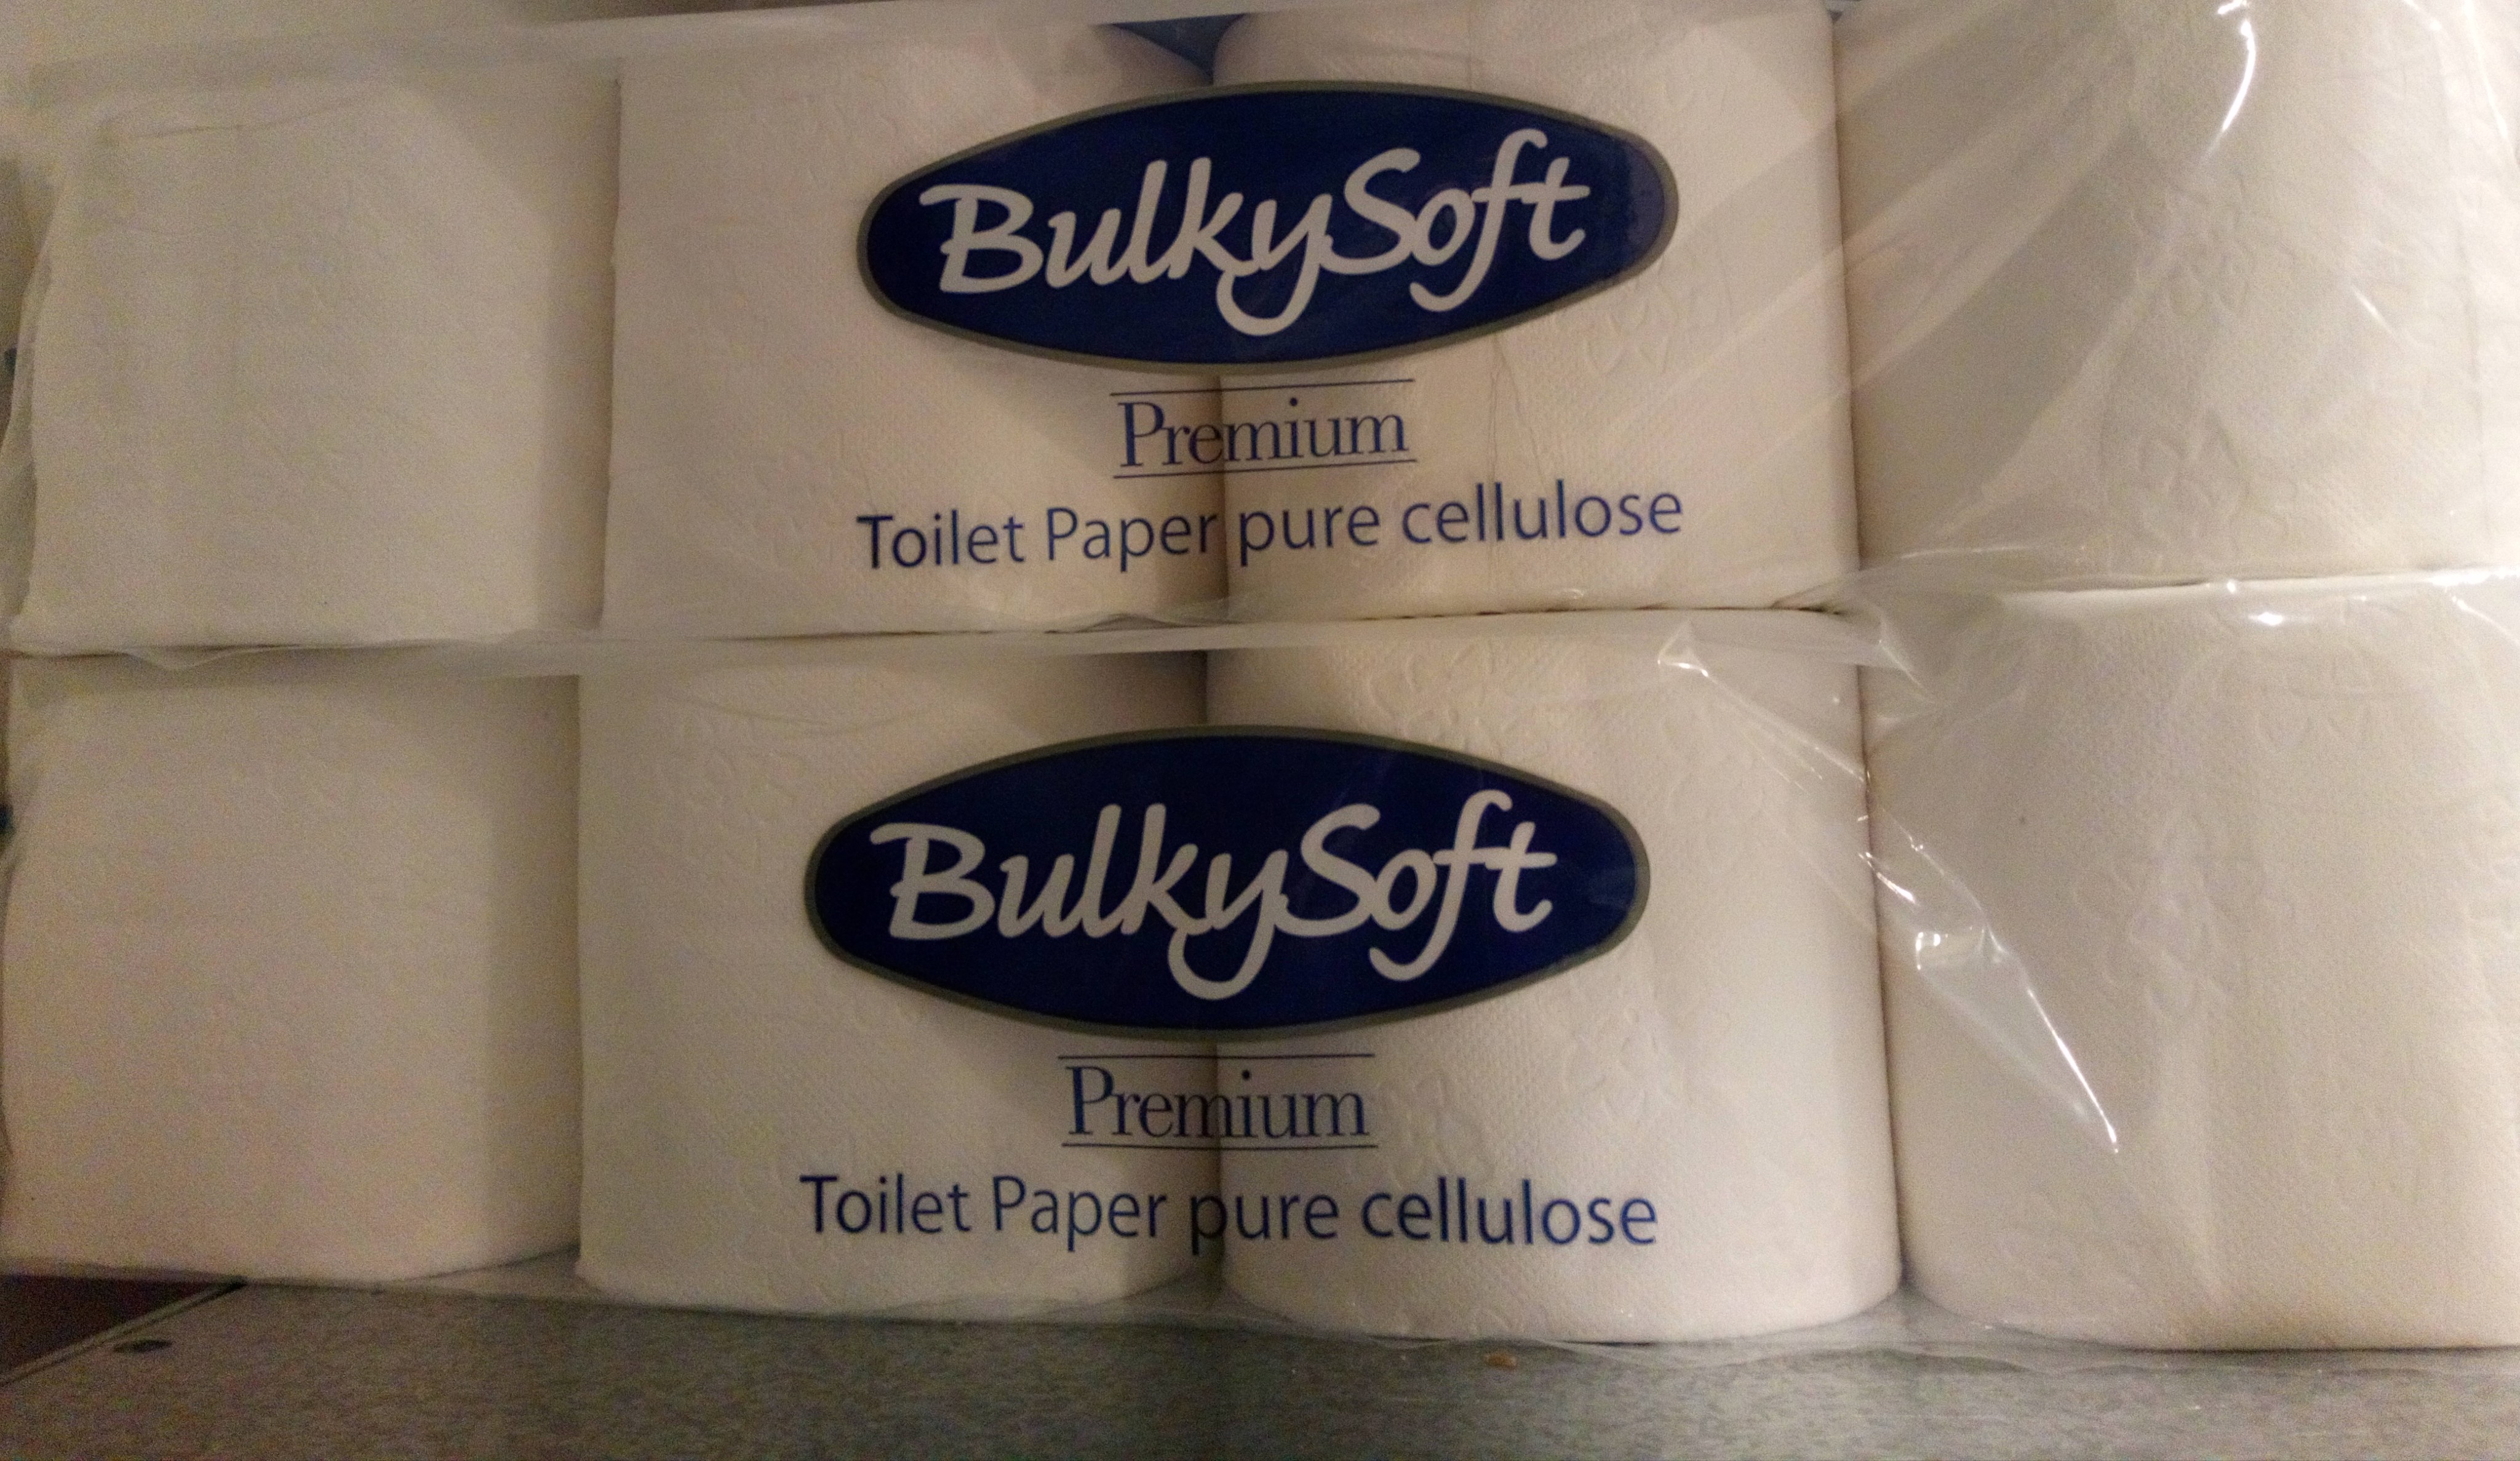 BulkySoft
Premium
Toilet Paper pure cellulose
BulkySoft
Premium
Toilet Paper pure cellulose